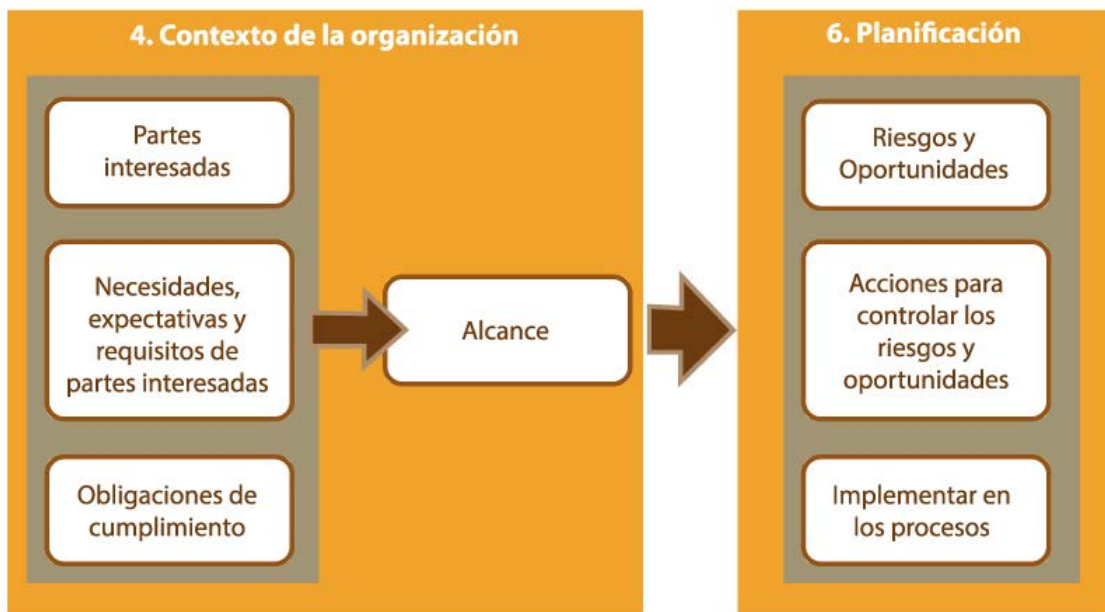 4. Contexto de la organización
Partes
interesadas
Necesidades,
expectativas y
requisitos de
partes interesadas
Obligaciones de
cumplimiento
Alcance
6. Planificación
Riesgos y
Oportunidades
Acciones para
controlar los
riesgos y
oportunidades
Implementar en
los procesos